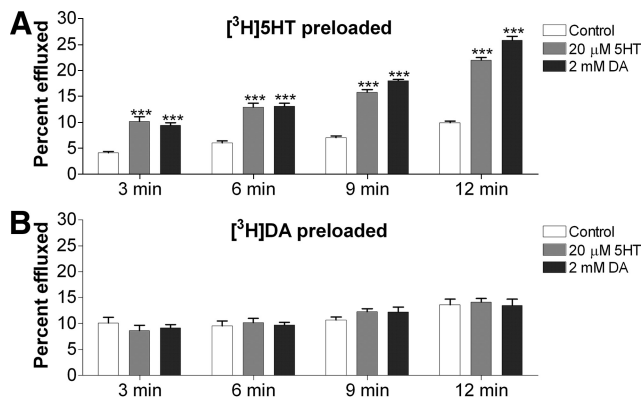 A
[³H]5HT preloaded
Percent effluxed
30
25
20
15
10
5
0
*** ***
*** ***
*** ***
*** ***
3 min 6 min 9 min 12 min
Control
20 μM 5HT
2 mM DA
B
[³H]DA preloaded
Percent effluxed
30
25
20
15
10
5
0
3 min 6 min 9 min 12 min
Control
20 μM 5HT
2 mM DA